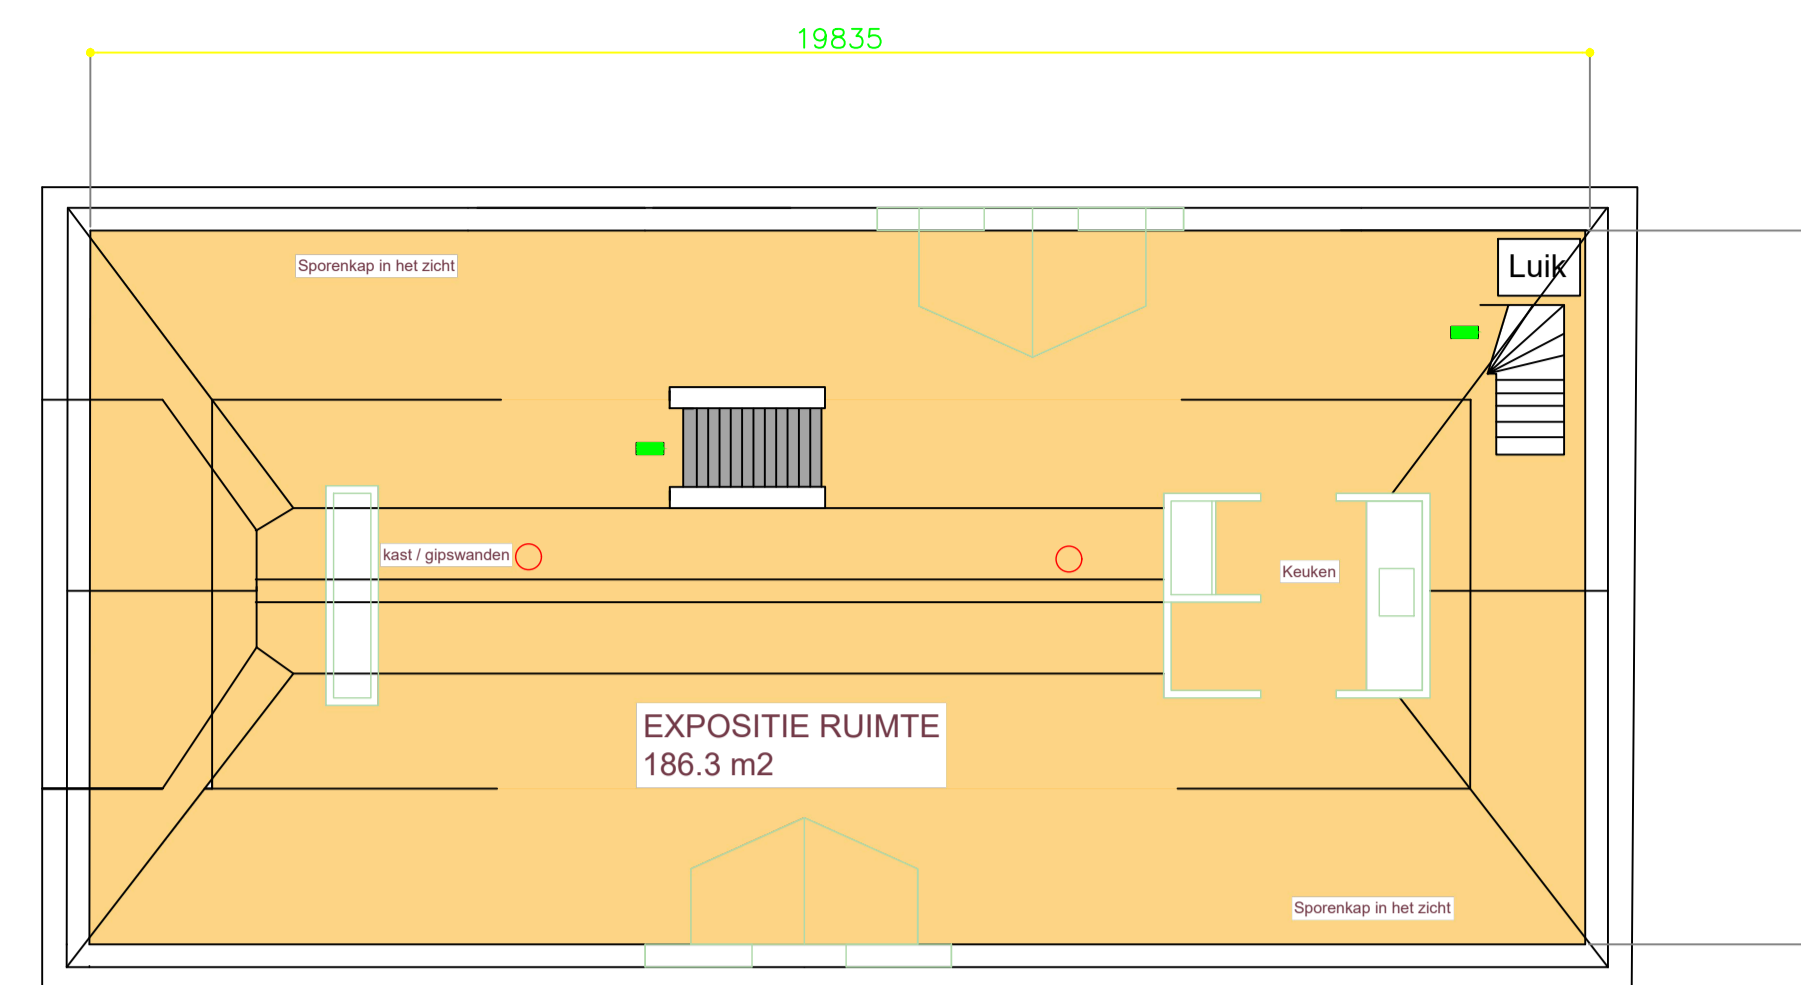 19835
Sporenkap in het zicht
Luik
kast / gipswanden
Keuken
EXPOSITIE RUIMTE
186.3 m2
Sporenkap in het zicht